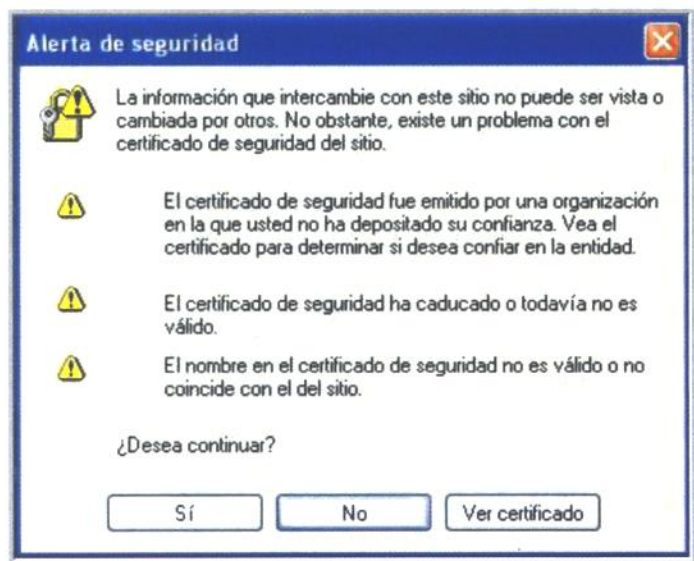 Alerta de seguridad
La información que intercambie con este sitio no puede ser vista o
cambiada por otros. No obstante, existe un problema con el
certificado de seguridad del sitio.
El certificado de seguridad fue emitido por una organización
en la que usted no ha depositado su confianza. Vea el
certificado para determinar si desea confiar en la entidad.
El certificado de seguridad ha caducado o todavía no es
válido.
El nombre en el certificado de seguridad no es válido o no
coincide con el del sitio.
¿Desea continuar?
Sí No Ver certificado